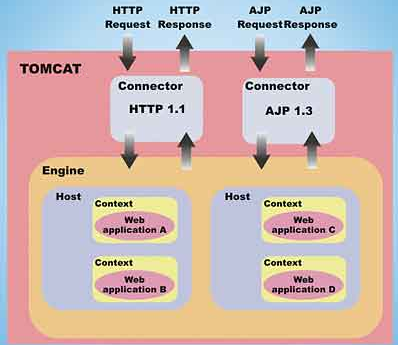 HTTP HTTP AJP AJP
Request Response Request Response
TOMCAT
Connector
HTTP 1.1
Connector
AJP 1.3
Engine
Host
Context
Web
application A
Context
Web
application B
Host
Context
Web
application C
Context
Web
application D